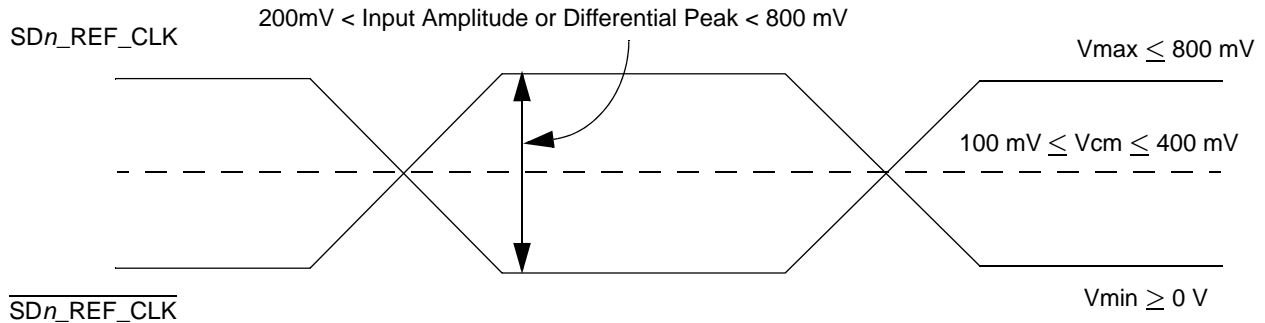 200mV < Input Amplitude or Differential Peak < 800 mV
SDn_REF_CLK
Vmax ≤ 800 mV
100 mV ≤ Vcm ≤ 400 mV
Vmin ≥ 0 V
SDn_REF_CLK